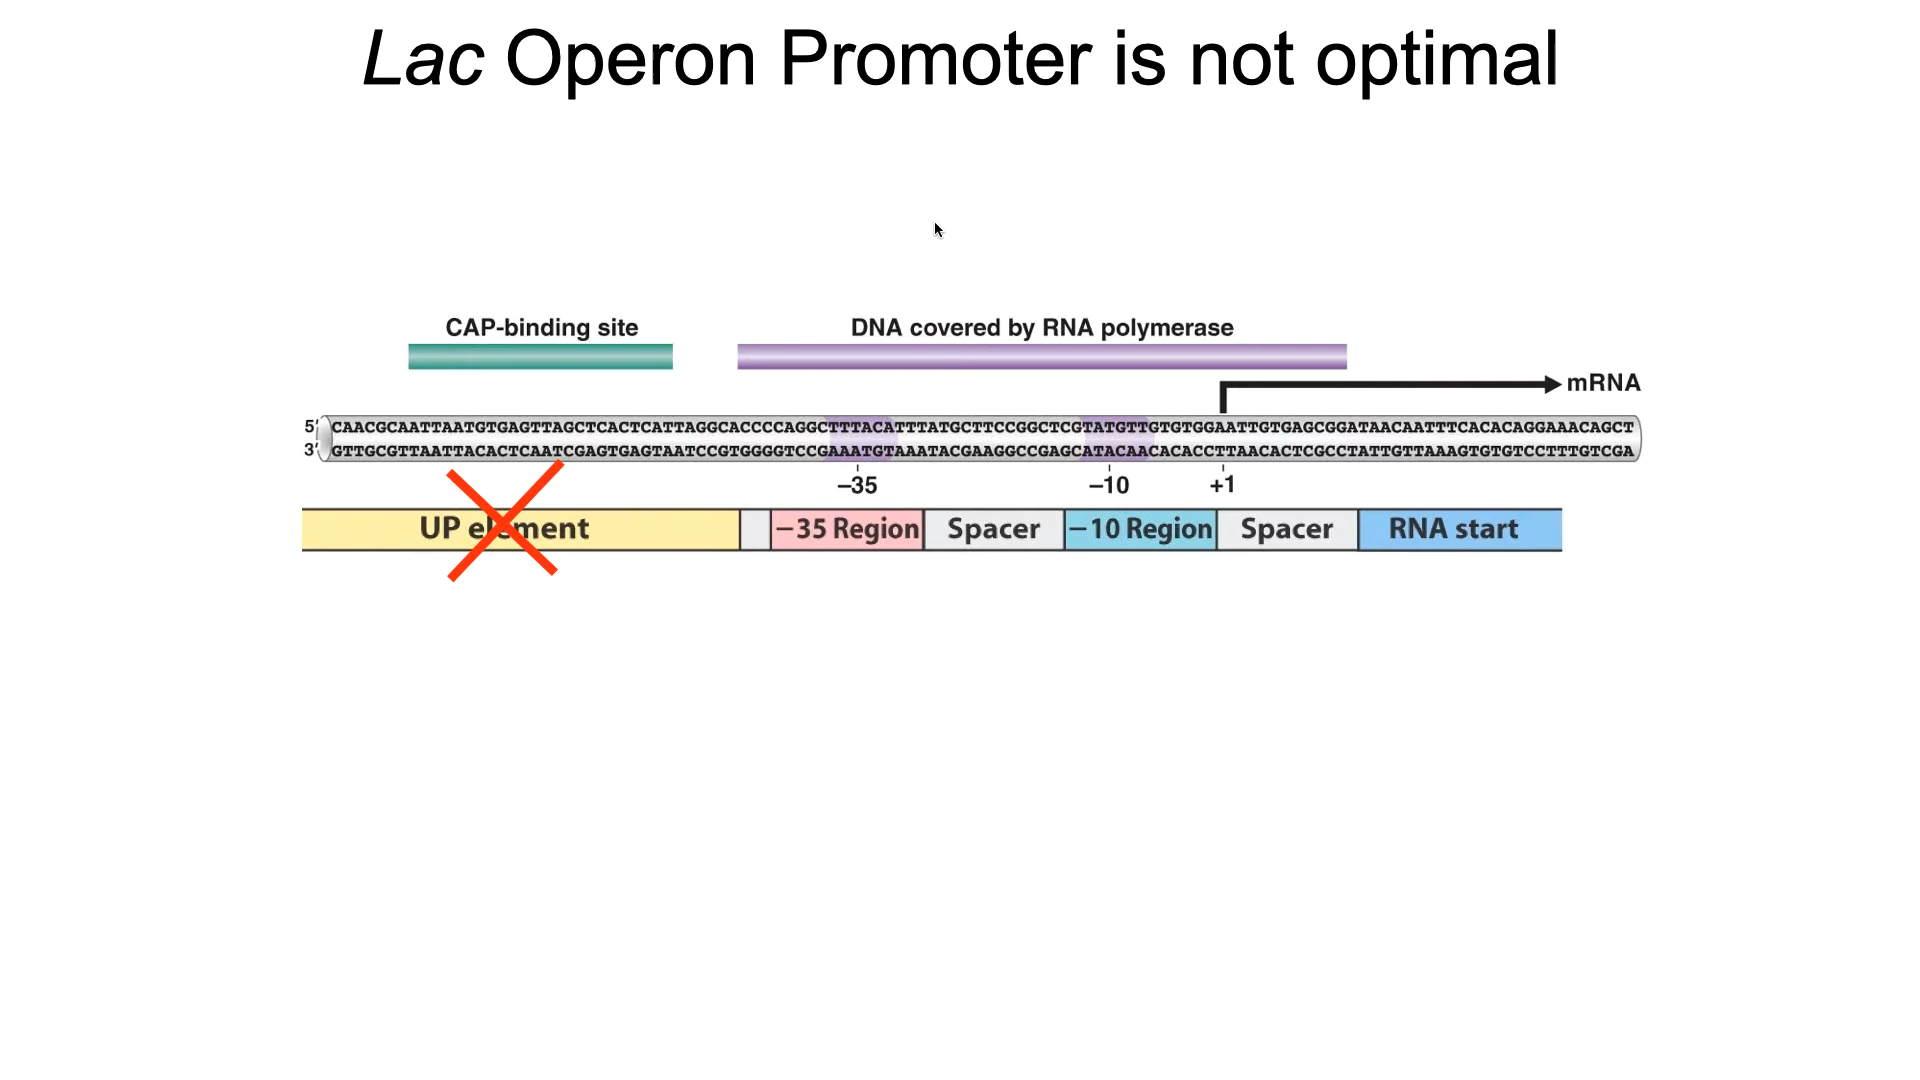 Lac Operon Promoter is not optimal
CAP-binding site
DNA covered by RNA polymerase
mRNA
5′ CAACGCAATTAATGTGAGTTAGCTCACTCATTAGGCACCCCAGGCTTTACATTTATGCTTCCGGCTCGTATGTTGTGTGGAATTGTGAGCGGATAACAATTTCACACAGGAAACAGCT
3′ GTTGCGTTAATTACACTCAATCGAGTGAGTAATCCGTGGGGTCCGAAATGTAAATACGAAGGCCGAGCATACAACACACCTTAACACTCGCCTATTGTTAAAGTGTGTCCTTTGTCGA
–35 –10 +1
UP element −35 Region Spacer −10 Region Spacer RNA start